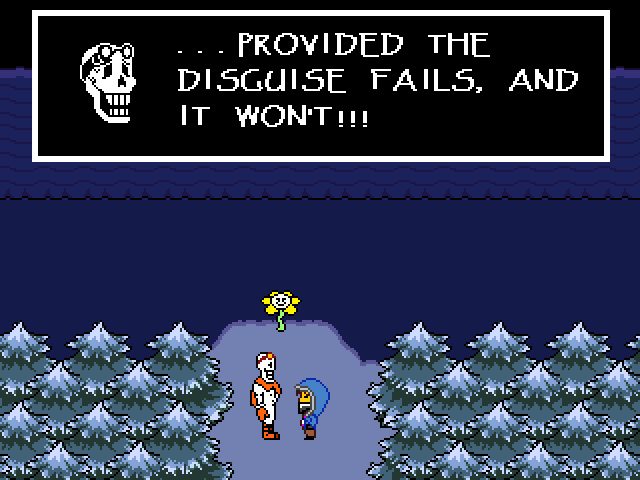 ...PROVIDED THE
DISGUISE FAILS, AND
IT WON'T!!!